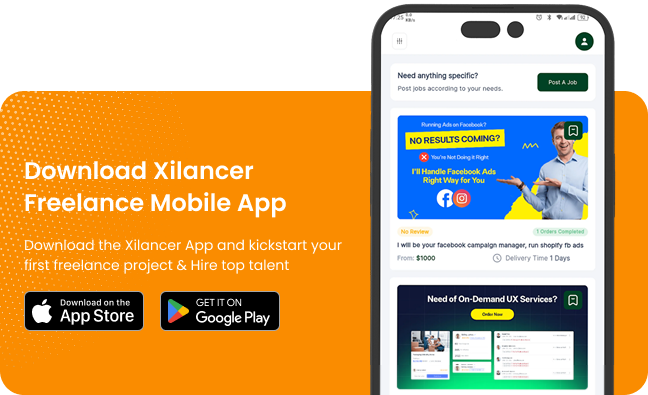 Download Xilancer
Freelance Mobile App
Download the Xilancer App and kickstart your
first freelance project & Hire top talent
Download on the
App Store
GET IT ON
Google Play
7:25
KB/s
Need anything specific?
Post jobs according to your needs.
Post A Job
Running Ads on Facebook?
NO RESULTS COMING?
You're Not Doing it Right
I'll Handle Facebook Ads
Right Way for You
No Review
1 Orders Completed
I will be your facebook campaign manager, run shopify fb ads
From: $1000
Delivery Time 1 Days
Need of On-Demand UX Services?
Order Now